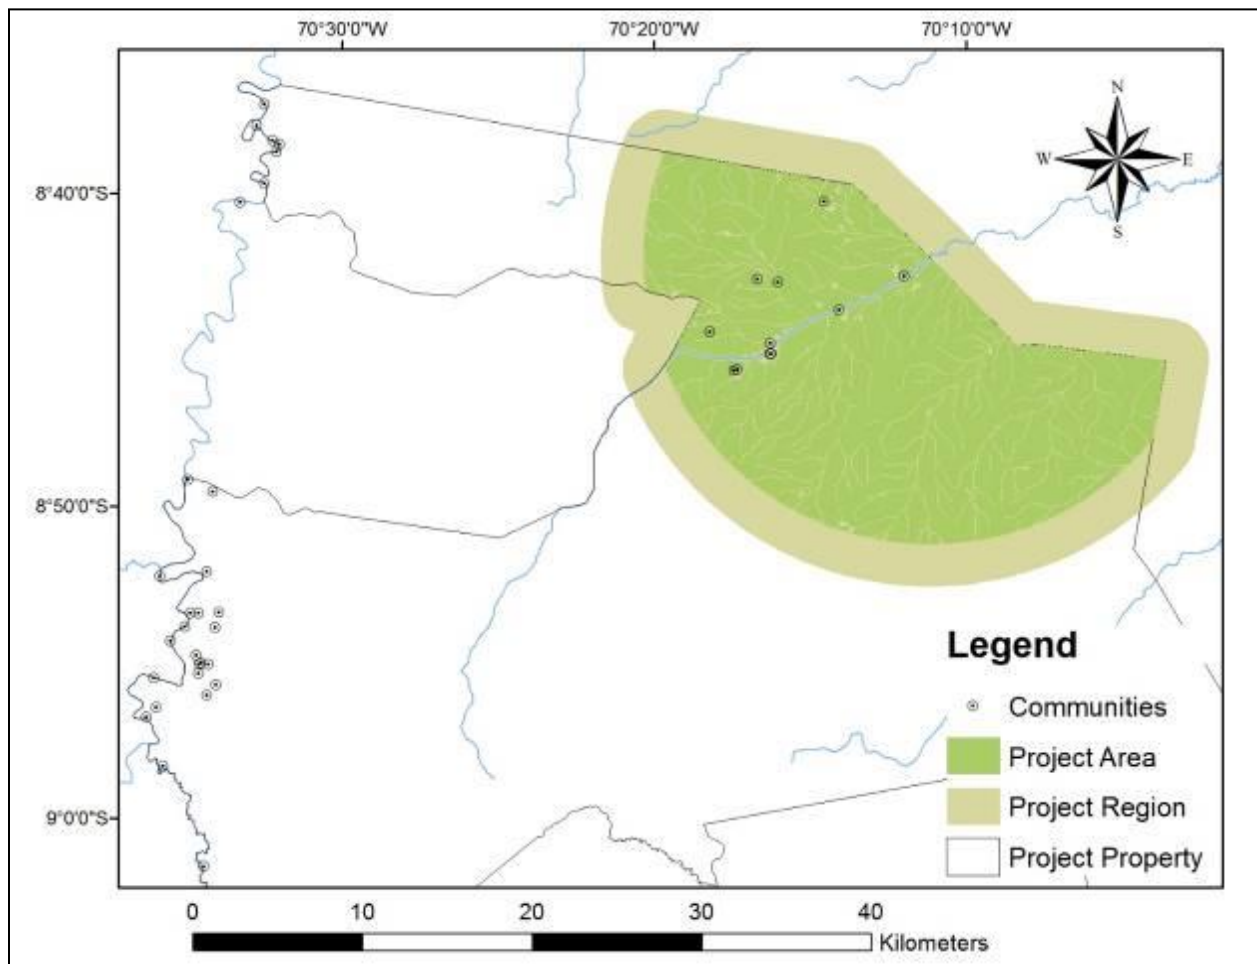 70°30'0"W 70°20'0"W 70°10'0"W
N
W E
S
8°40'0"S
8°50'0"S
9°0'0"S
Legend
Communities
Project Area
Project Region
Project Property
0 10 20 30 40
Kilometers